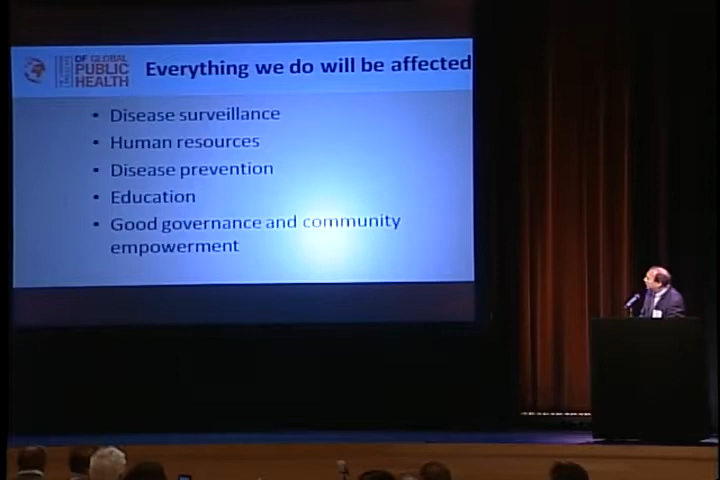 OF GLOBAL
PUBLIC
HEALTH
Everything we do will be affected
• Disease surveillance
• Human resources
• Disease prevention
• Education
• Good governance and community
empowerment